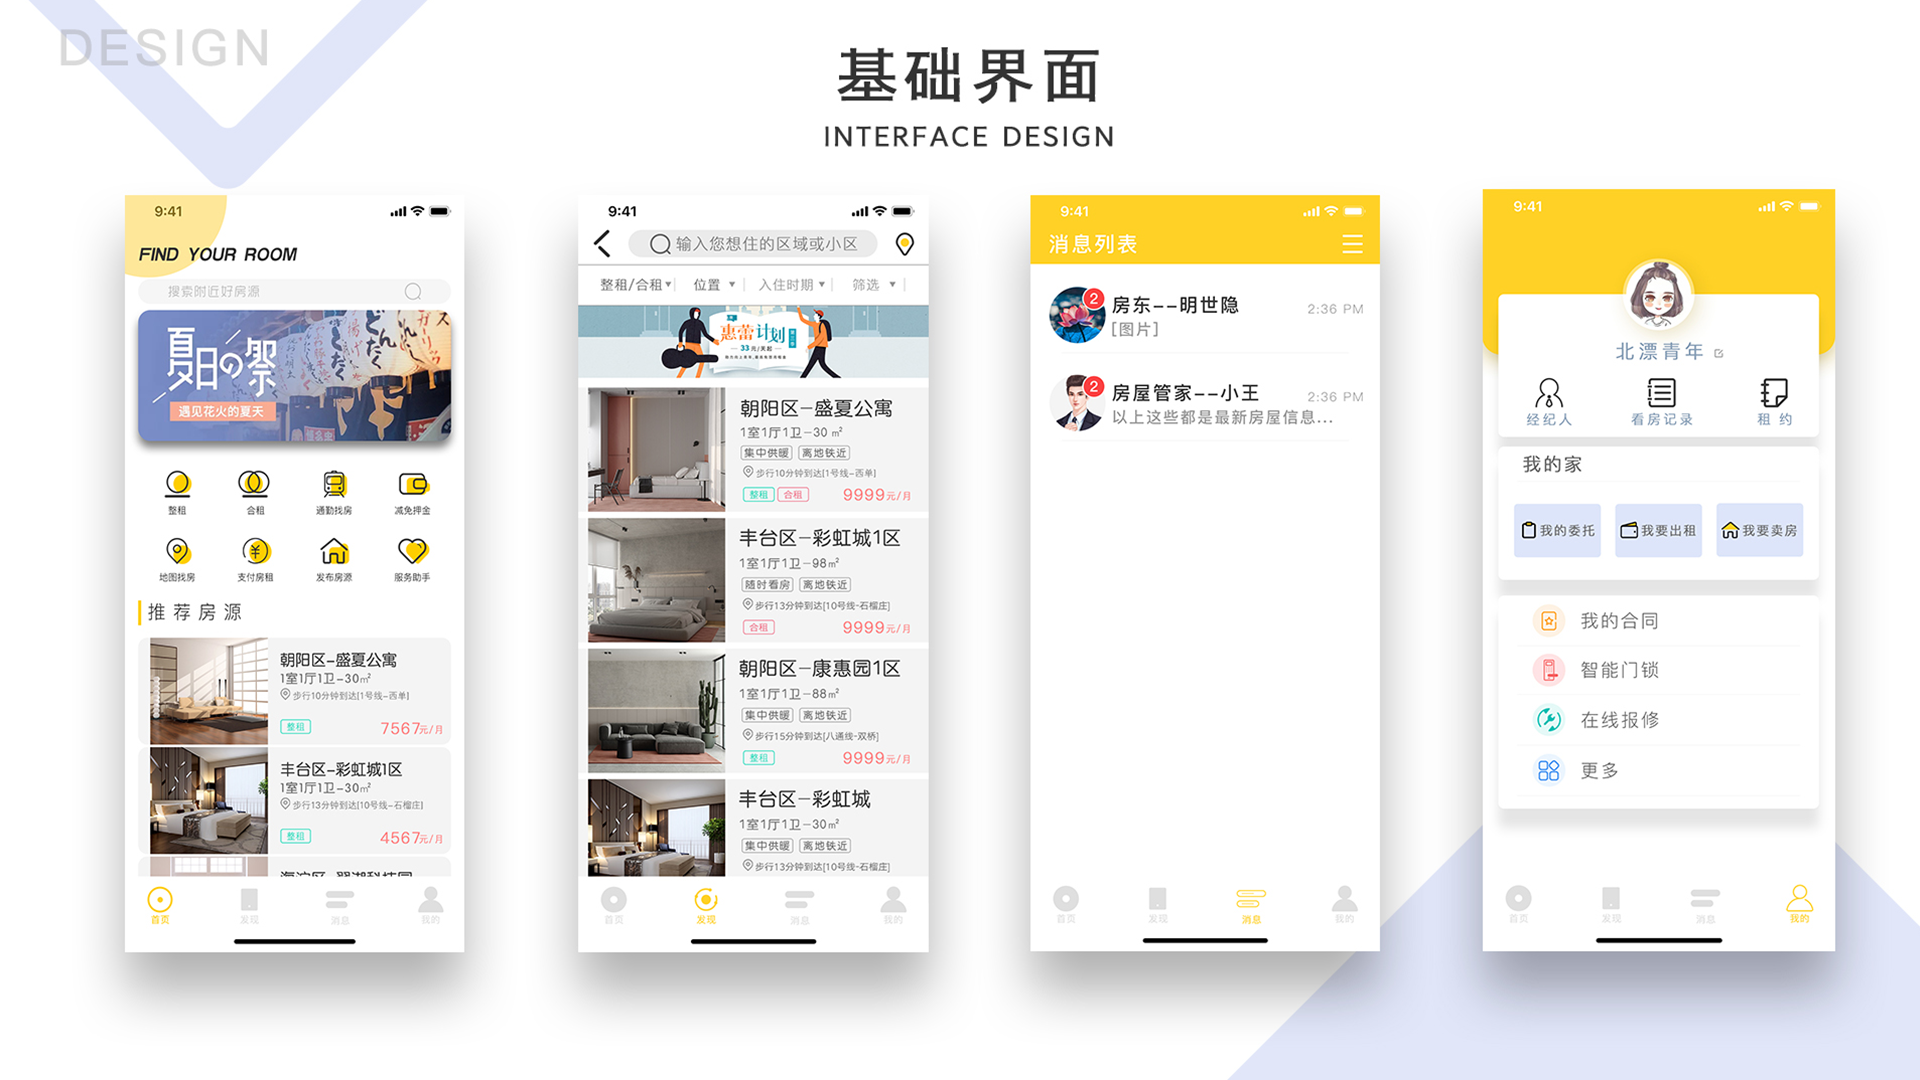 DESIGN
基础界面
INTERFACE DESIGN
9:41
FIND YOUR ROOM
搜索附近好房源
夏日の祭
遇见花火的夏天
整租
合租
通勤找房
减免押金
地图找房
支付房租
发布房源
服务助手
推荐房源
朝阳区-盛夏公寓
1室1厅1卫-30㎡
步行10分钟到达[1号线-西单]
整租
7567元/月
丰台区-彩虹城1区
1室1厅1卫-30㎡
步行13分钟到达[10号线-石榴庄]
整租
4567元/月
首页
发现
消息
我的
9:41
输入您想住的区域或小区
整租/合租
位置
入住时期
筛选
惠蕾计划
33元/天起
朝阳区-盛夏公寓
1室1厅1卫-30㎡
集中供暖
离地铁近
步行10分钟到达[1号线-西单]
整租
合租
9999元/月
丰台区-彩虹城1区
1室1厅1卫-98㎡
随时看房
离地铁近
步行13分钟到达[10号线-石榴庄]
合租
9999元/月
朝阳区-康惠园1区
1室1厅1卫-88㎡
集中供暖
离地铁近
步行15分钟到达[八通线-双桥]
整租
9999元/月
丰台区-彩虹城
1室1厅1卫-30㎡
集中供暖
离地铁近
步行13分钟到达[10号线-石榴庄]
首页
发现
消息
我的
9:41
消息列表
2
房东--明世隐
2:36 PM
[图片]
2
房屋管家--小王
2:36 PM
以上这些都是最新房屋信息...
首页
发现
消息
我的
9:41
北漂青年
经纪人
看房记录
租约
我的家
我的委托
我要出租
我要卖房
我的合同
智能门锁
在线报修
更多
首页
发现
消息
我的